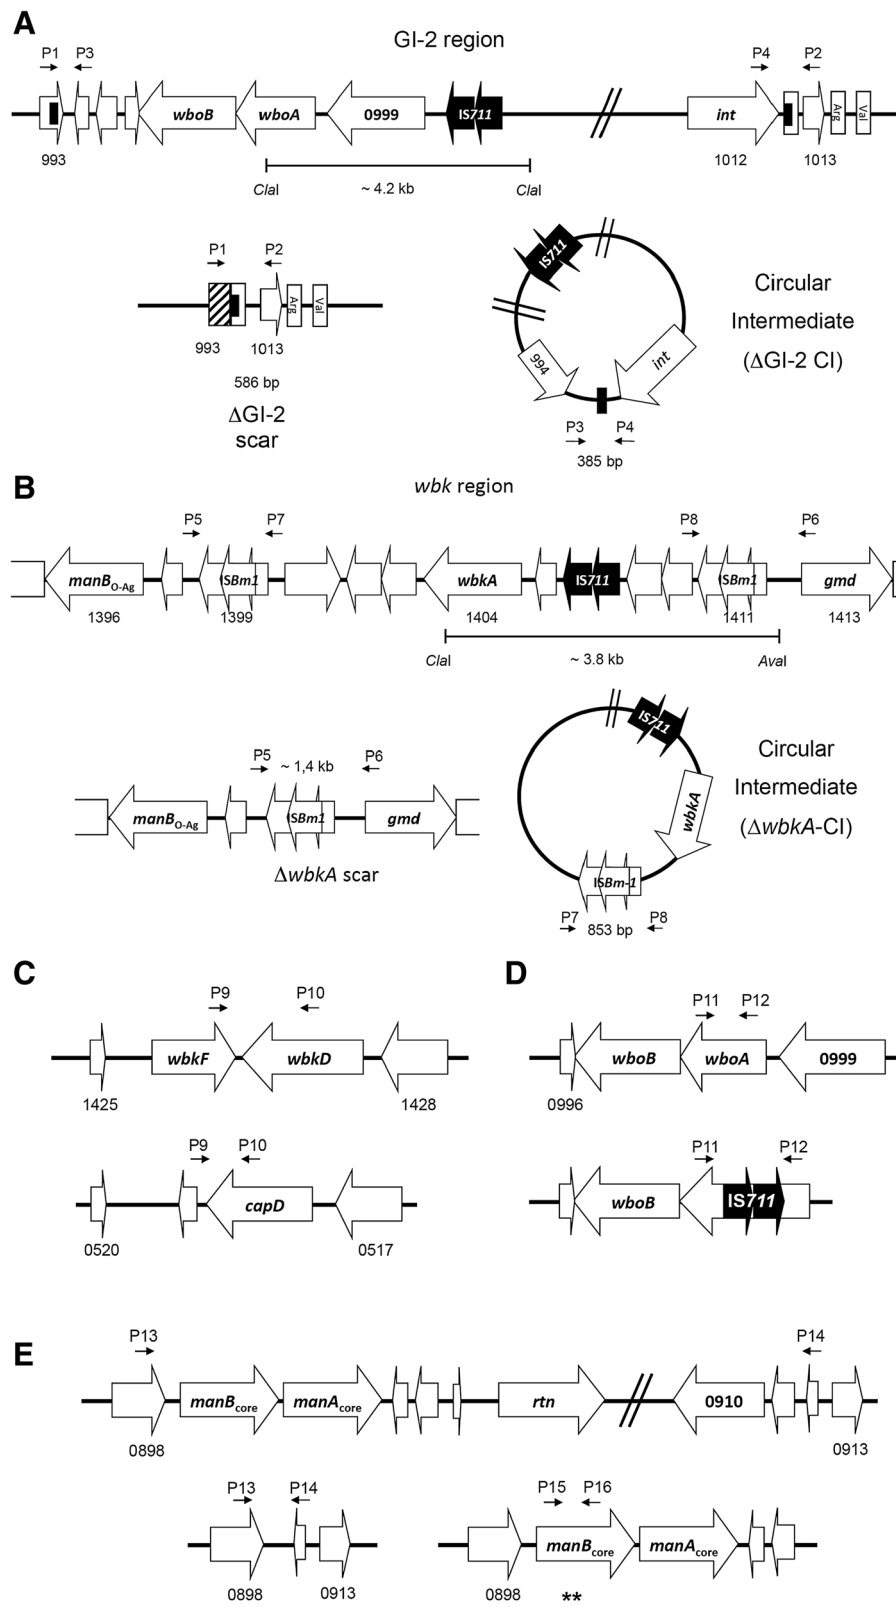 A
GI-2 region
P1 P3 P4 P2
wboB wboA 0999 IS711 int Arg Val
993 1012 1013
ClaI ~ 4.2 kb ClaI
P1 P2
Arg Val
993 1013
586 bp
ΔGI-2
scar
IS711
994 int
P3 P4
385 bp
Circular
Intermediate
(ΔGI-2 CI)
B
wbk region
P5 P7 P8 P6
manBO-Ag ISBm1 wbkA IS711 ISBm1 gmd
1396 1399 1404 1411 1413
ClaI ~ 3.8 kb AvaI
P5 ~ 1,4 kb P6
manBO-Ag ISBm1 gmd
ΔwbkA scar
IS711
wbkA
ISBm-1
P7 853 bp P8
Circular
Intermediate
(ΔwbkA-CI)
C
P9 P10
wbkF wbkD
1425 1428
P9 P10
capD
0520 0517
D
P11 P12
wboB wboA 0999
0996
P11 P12
wboB IS711
E
P13 P14
manBcore manAcore rtn 0910
0898 0913
P13 P14
0898 0913
P15 P16
manBcore manAcore
0898 **